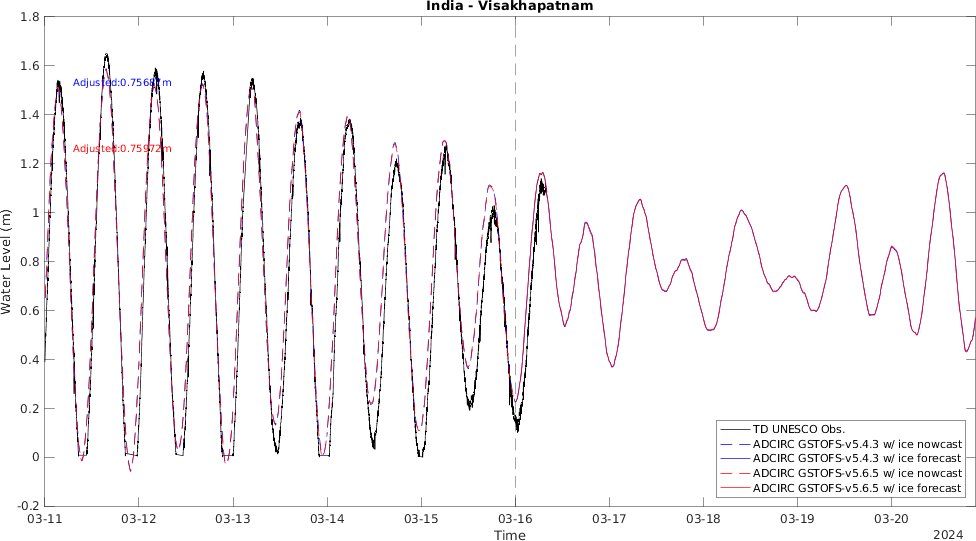 India - Visakhapatnam
1.8
1.6
1.4
1.2
1
0.8
0.6
0.4
0.2
0
-0.2
Water Level (m)
Adjusted:0.75687m
Adjusted:0.75972m
TD UNESCO Obs.
ADCIRC GSTOFS-v5.4.3 w/ ice nowcast
ADCIRC GSTOFS-v5.4.3 w/ ice forecast
ADCIRC GSTOFS-v5.6.5 w/ ice nowcast
ADCIRC GSTOFS-v5.6.5 w/ ice forecast
03-11 03-12 03-13 03-14 03-15 03-16 03-17 03-18 03-19 03-20
Time
2024